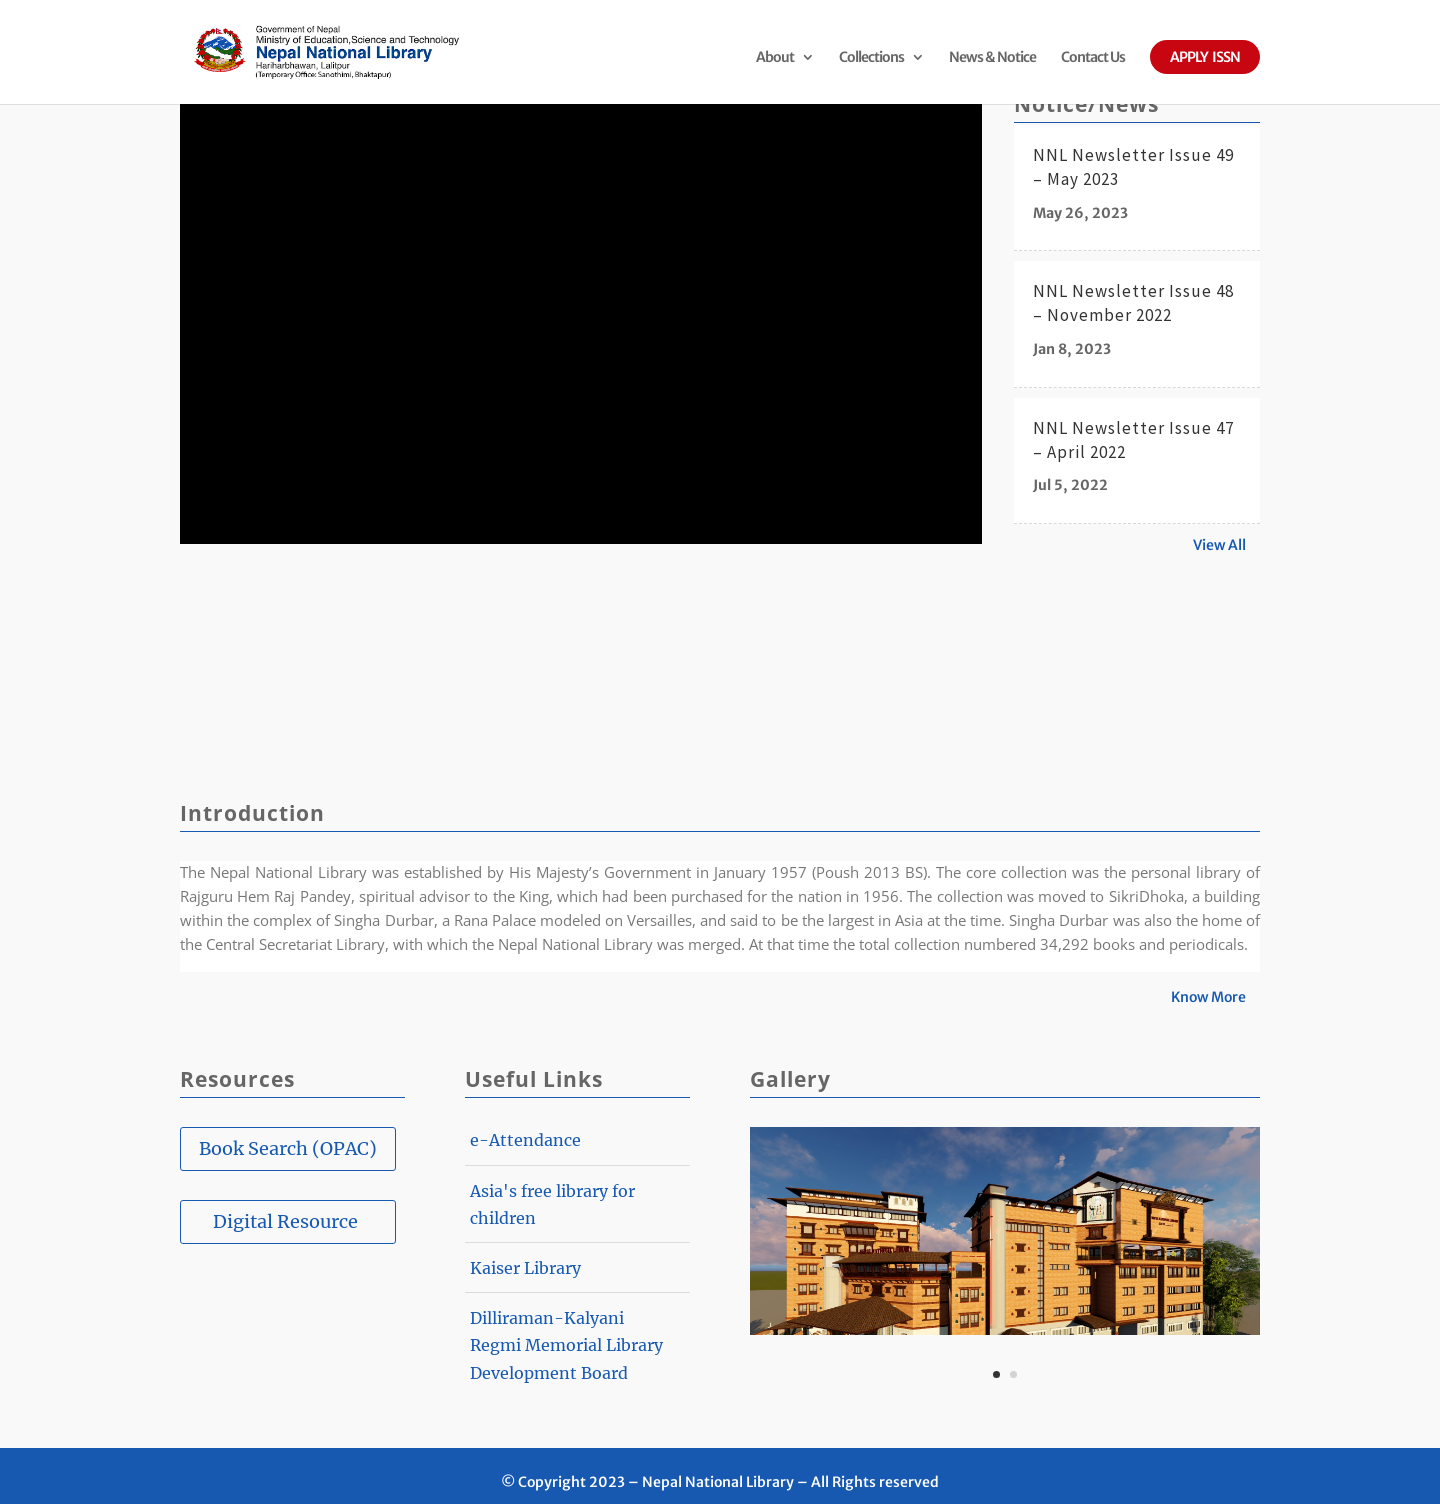 Government of Nepal
Ministry of Education,Science and Technology
Nepal National Library
Hariharbhawan, Lalitpur
(Temporary Office: Sanothimi, Bhaktapur)
About
Collections
News & Notice
Contact Us
APPLY ISSN
Notice/News
NNL Newsletter Issue 49
– May 2023
May 26, 2023
NNL Newsletter Issue 48
– November 2022
Jan 8, 2023
NNL Newsletter Issue 47
– April 2022
Jul 5, 2022
View All
Introduction
The Nepal National Library was established by His Majesty’s Government in January 1957 (Poush 2013 BS). The core collection was the personal library of
Rajguru Hem Raj Pandey, spiritual advisor to the King, which had been purchased for the nation in 1956. The collection was moved to SikriDhoka, a building
within the complex of Singha Durbar, a Rana Palace modeled on Versailles, and said to be the largest in Asia at the time. Singha Durbar was also the home of
the Central Secretariat Library, with which the Nepal National Library was merged. At that time the total collection numbered 34,292 books and periodicals.
Know More
Resources
Book Search (OPAC)
Digital Resource
Useful Links
e-Attendance
Asia's free library for
children
Kaiser Library
Dilliraman-Kalyani
Regmi Memorial Library
Development Board
Gallery
© Copyright 2023 – Nepal National Library – All Rights reserved